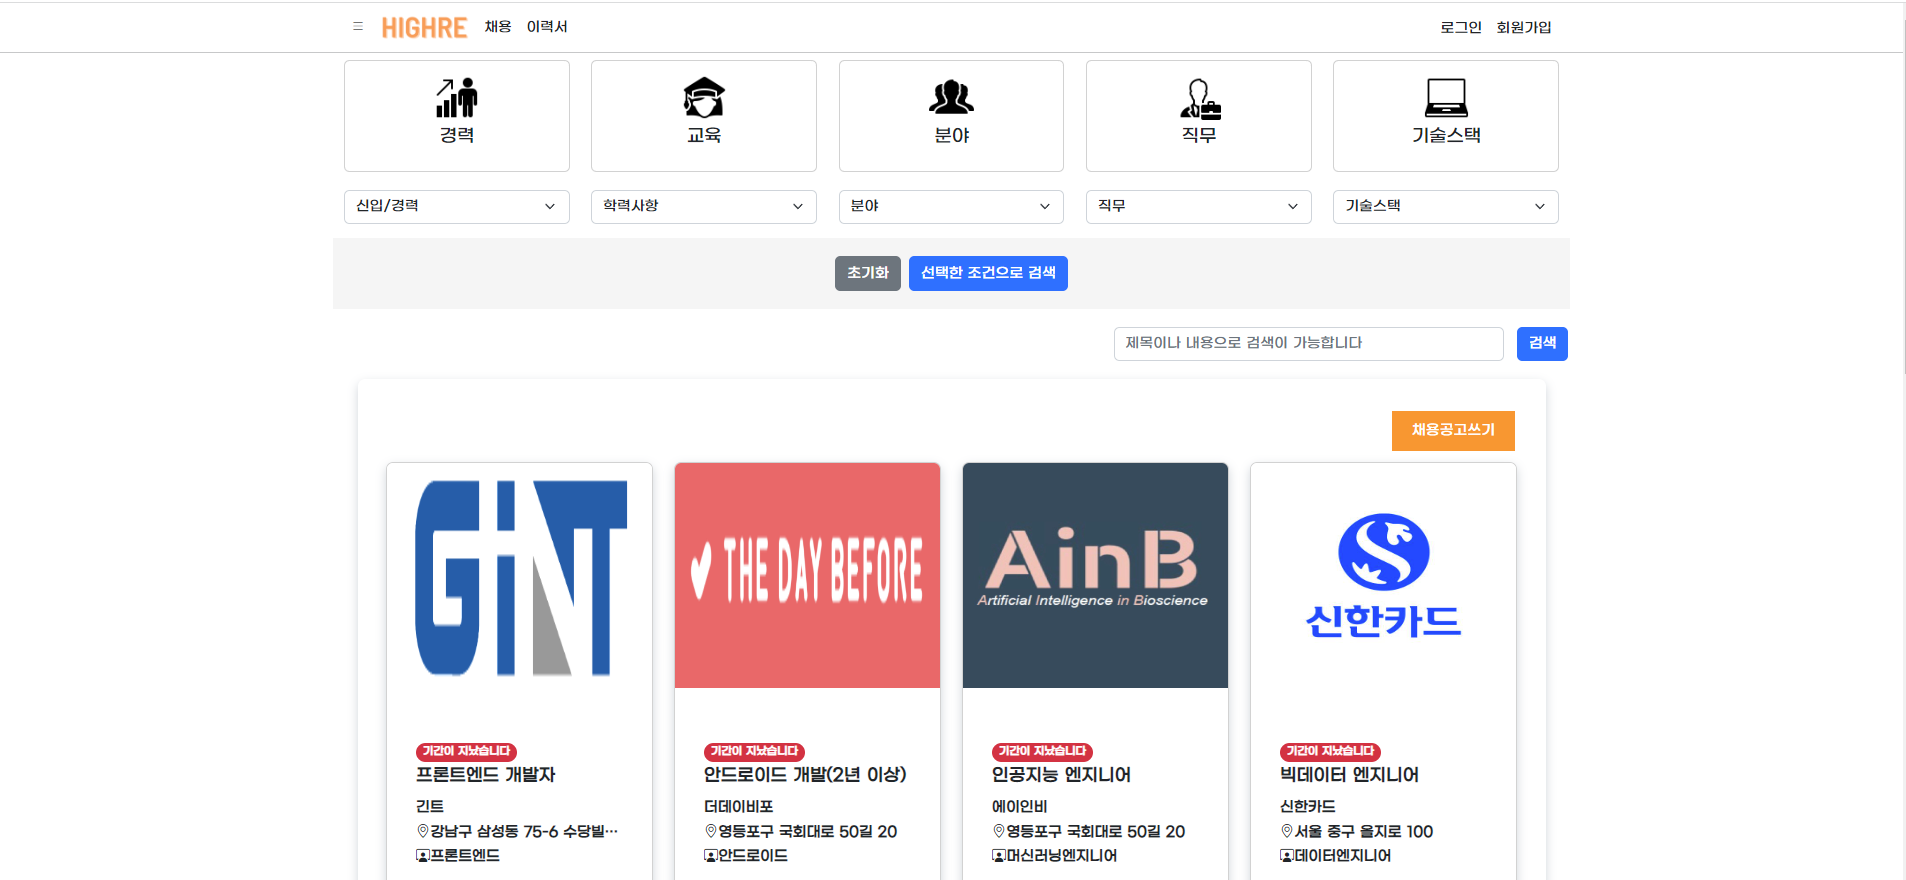 HIGHRE 채용 이력서 로그인 회원가입
경력 교육 분야 직무 기술스택
신입/경력 학력사항 분야 직무 기술스택
초기화 선택한 조건으로 검색
제목이나 내용으로 검색이 가능합니다 검색
채용공고쓰기
GiNT
THE DAY BEFORE
AinB
Artificial Intelligence in Bioscience
신한카드
기간이 지났습니다
프론트엔드 개발자
긴트
강남구 삼성동 75-6 수당빌···
프론트엔드
기간이 지났습니다
안드로이드 개발(2년 이상)
더데이비포
영등포구 국회대로 50길 20
안드로이드
기간이 지났습니다
인공지능 엔지니어
에이인비
영등포구 국회대로 50길 20
머신러닝엔지니어
기간이 지났습니다
빅데이터 엔지니어
신한카드
서울 중구 을지로 100
데이터엔지니어